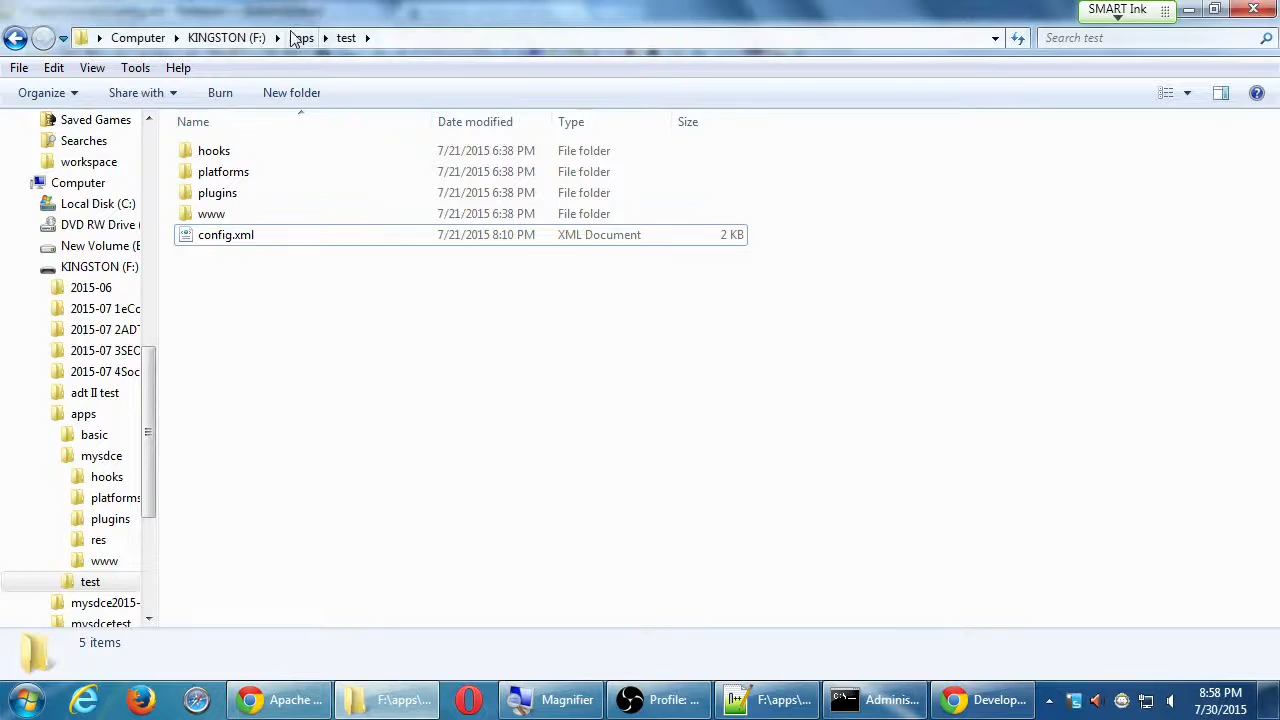 SMART Ink
Computer KINGSTON (F:) apps test
Search test
File Edit View Tools Help
Organize Share with Burn New folder
Name Date modified Type Size
Saved Games
Searches
workspace
Computer
Local Disk (C:)
DVD RW Drive (
New Volume (E
KINGSTON (F:)
2015-06
2015-07 1eCo
2015-07 2ADT
2015-07 3SEC
2015-07 4Soc
adt II test
apps
basic
mysdce
hooks
platforms
plugins
res
www
test
mysdce2015-
mysdcetest
hooks 7/21/2015 6:38 PM File folder
platforms 7/21/2015 6:38 PM File folder
plugins 7/21/2015 6:38 PM File folder
www 7/21/2015 6:38 PM File folder
config.xml 7/21/2015 8:10 PM XML Document 2 KB
5 items
Apache ...
F:\apps\...
Magnifier
Profile: ...
F:\apps\...
Adminis...
Develop...
8:58 PM
7/30/2015